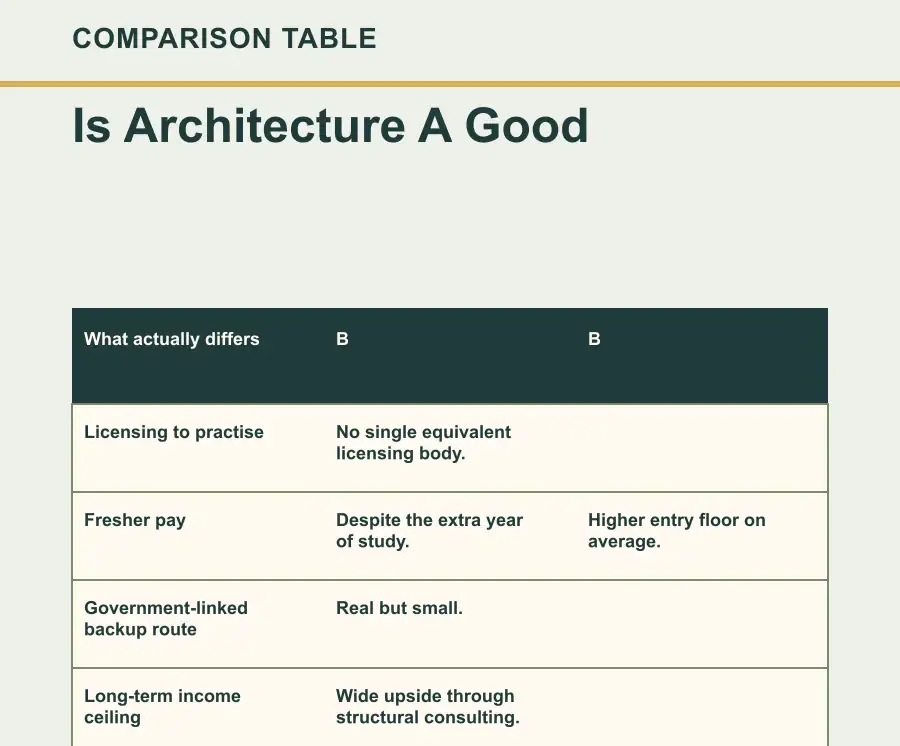 COMPARISON TABLE
Is Architecture A Good
What actually differs
B
B
Licensing to practise
No single equivalent
licensing body.
Fresher pay
Despite the extra year
of study.
Higher entry floor on
average.
Government-linked
backup route
Real but small.
Long-term income
ceiling
Wide upside through
structural consulting.